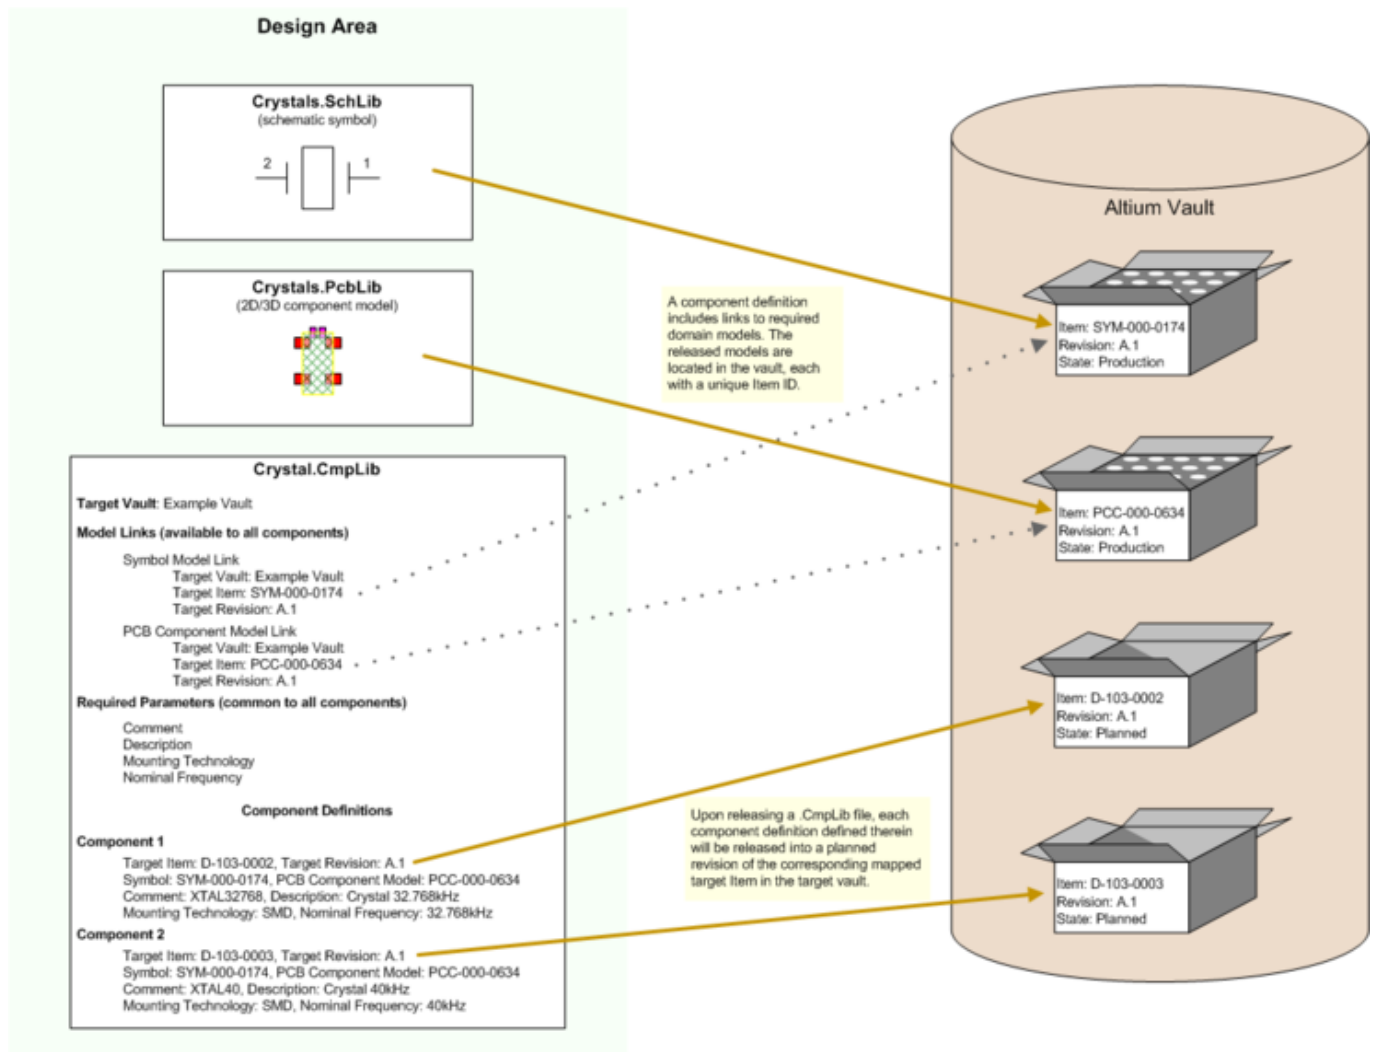 Design Area
Crystals.SchLib
(schematic symbol)
2
1
Crystals.PcbLib
(2D/3D component model)
Crystal.CmpLib
Target Vault: Example Vault
Model Links (available to all components)
Symbol Model Link
Target Vault: Example Vault
Target Item: SYM-000-0174
Target Revision: A.1
PCB Component Model Link
Target Vault: Example Vault
Target Item: PCC-000-0634
Target Revision: A.1
Required Parameters (common to all components)
Comment
Description
Mounting Technology
Nominal Frequency
Component Definitions
Component 1
Target Item: D-103-0002, Target Revision: A.1
Symbol: SYM-000-0174, PCB Component Model: PCC-000-0634
Comment: XTAL32768, Description: Crystal 32.768kHz
Mounting Technology: SMD, Nominal Frequency: 32.768kHz
Component 2
Target Item: D-103-0003, Target Revision: A.1
Symbol: SYM-000-0174, PCB Component Model: PCC-000-0634
Comment: XTAL40, Description: Crystal 40kHz
Mounting Technology: SMD, Nominal Frequency: 40kHz
A component definition
includes links to required
domain models. The
released models are
located in the vault, each
with a unique Item ID.
Upon releasing a .CmpLib file, each
component definition defined therein
will be released into a planned
revision of the corresponding mapped
target Item in the target vault.
Altium Vault
Item: SYM-000-0174
Revision: A.1
State: Production
Item: PCC-000-0634
Revision: A.1
State: Production
Item: D-103-0002
Revision: A.1
State: Planned
Item: D-103-0003
Revision: A.1
State: Planned